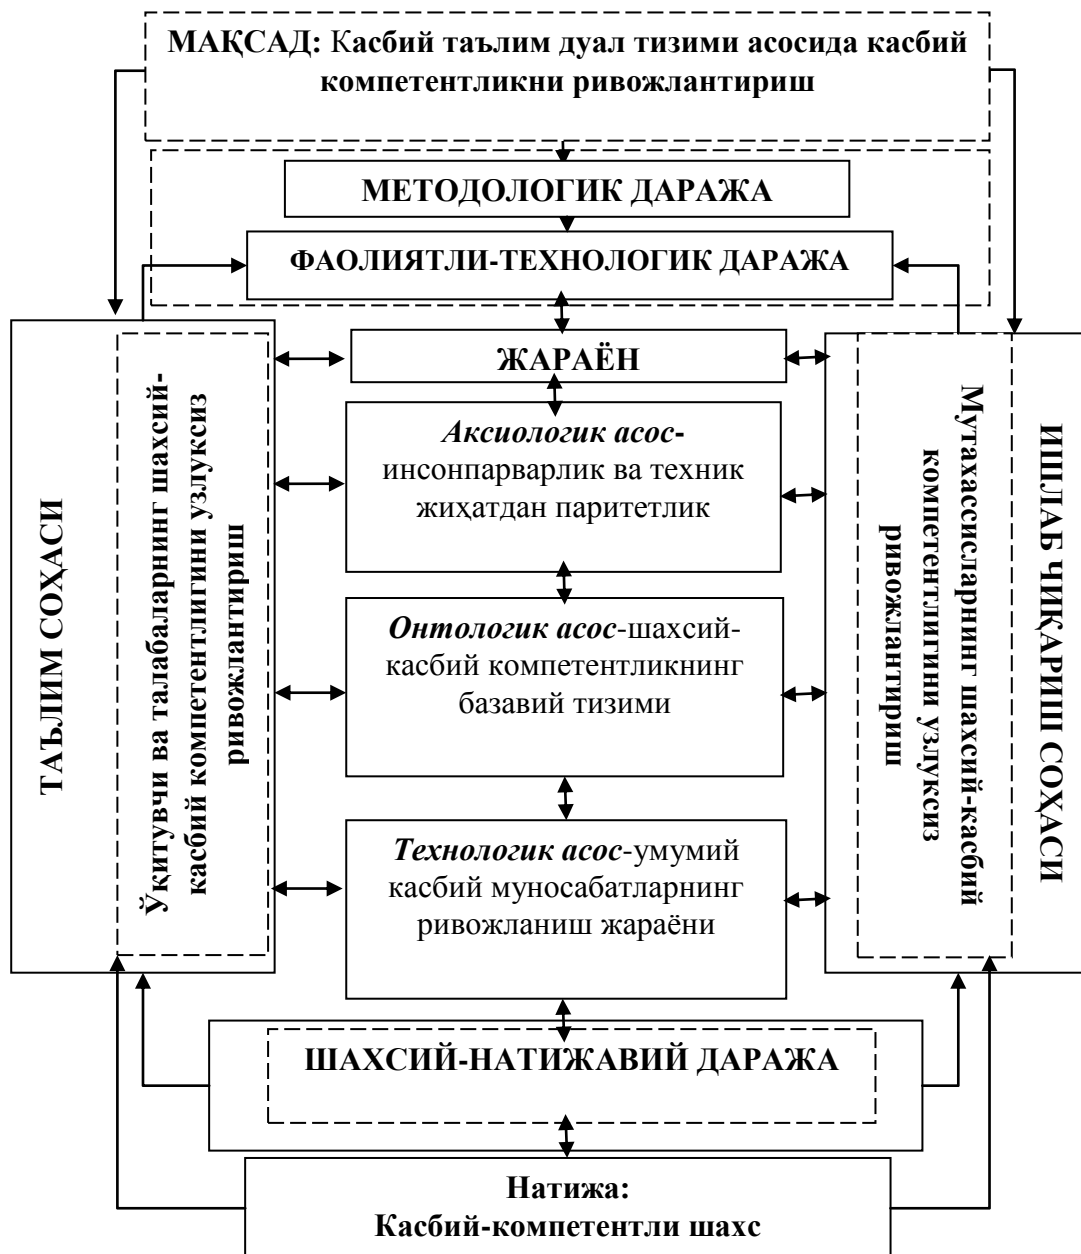 МАҚСАД: Касбий таълим дуал тизими асосида касбий
компетентликни ривожлантириш
МЕТОДОЛОГИК ДАРАЖА
ФАОЛИЯТЛИ-ТЕХНОЛОГИК ДАРАЖА
ТАЪЛИМ СОҲАСИ
Ўқитувчи ва талабаларнинг шахсий-
касбий компетентлигини узлуксиз
ривожлантириш
ЖАРАЁН
Аксиологик асос-
инсонпарварлик ва техник
жиҳатдан паритетлик
Онтологик асос-шахсий-
касбий компетентликнинг
базавий тизими
Технологик асос-умумий
касбий муносабатларнинг
ривожланиш жараёни
Мутахассисларнинг шахсий-касбий
компетентлигини узлуксиз
ривожлантириш
ИШЛАБ ЧИҚАРИШ СОҲАСИ
ШАХСИЙ-НАТИЖАВИЙ ДАРАЖА
Натижа:
Касбий-компетентли шахс